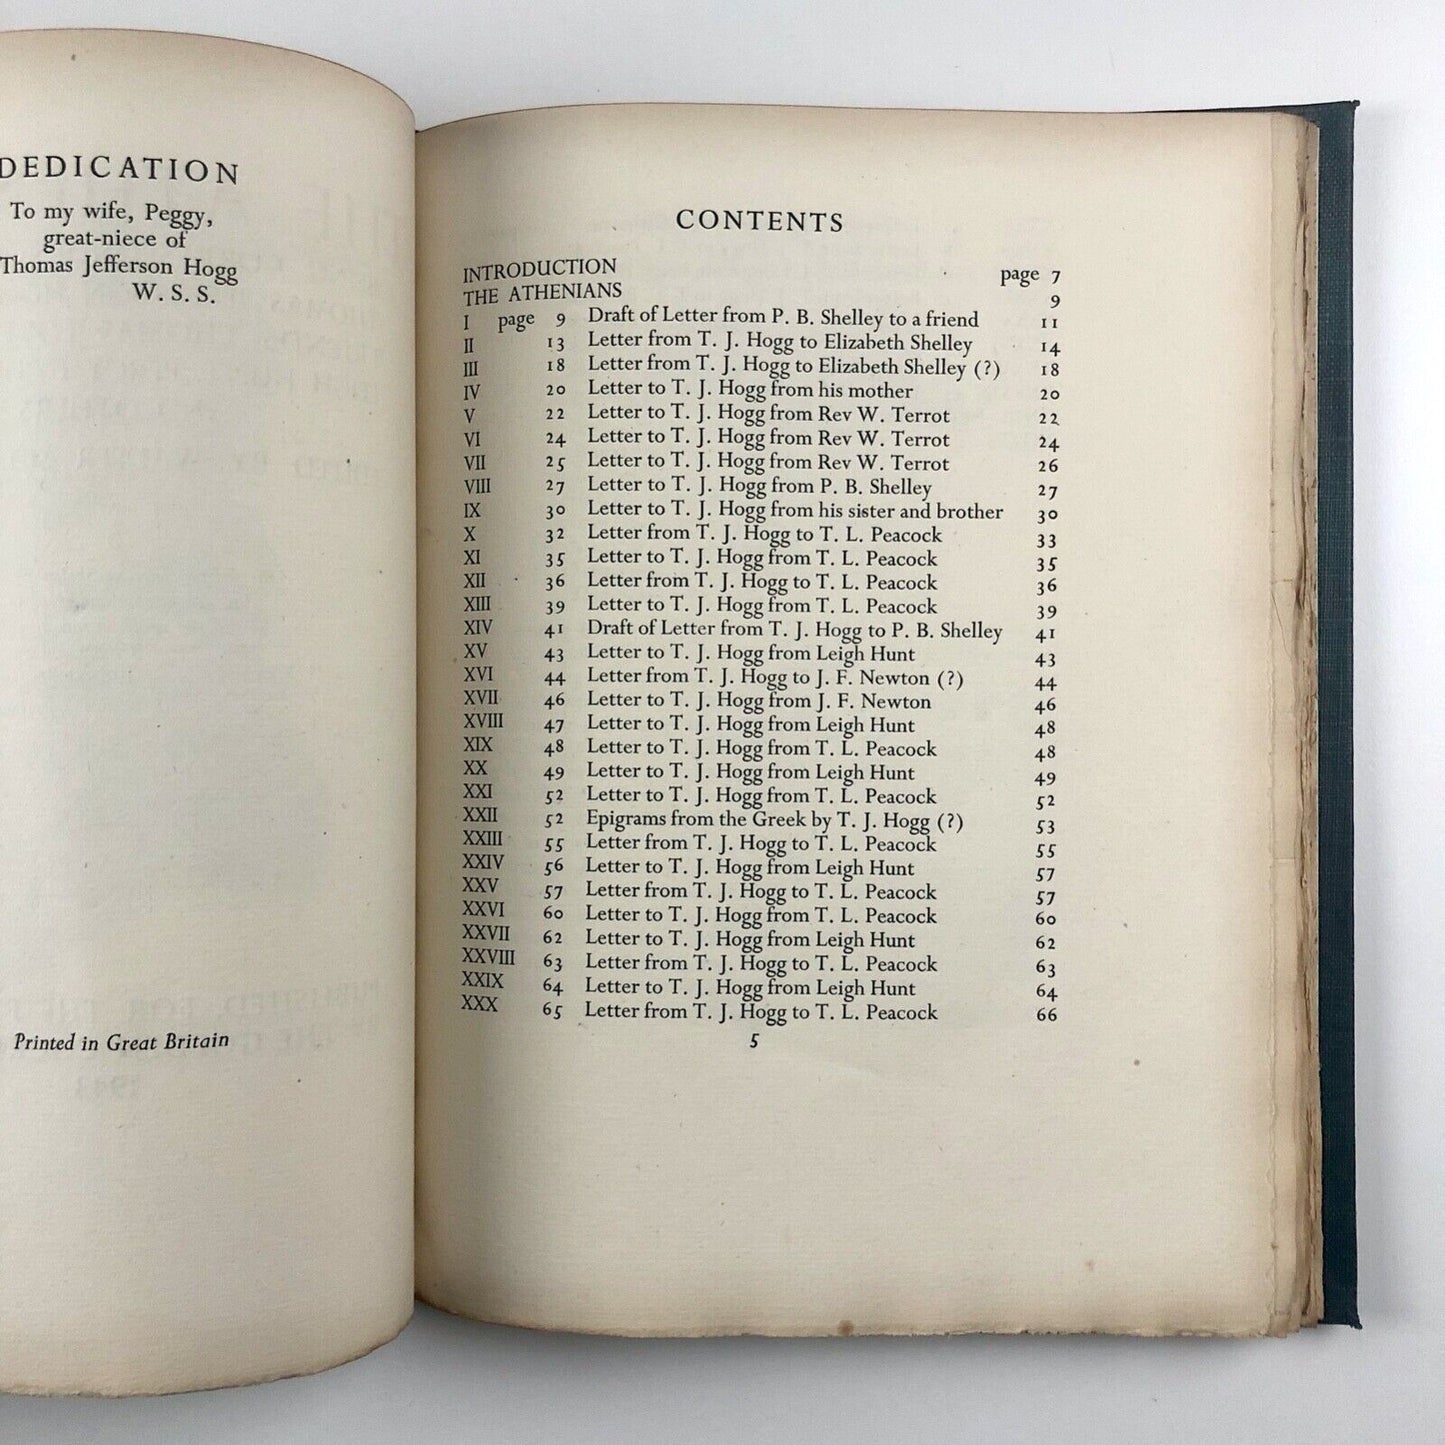 DEDICATION
To my wife, Peggy,
great-niece of
Thomas Jefferson Hogg
W. S. S.
Printed in Great Britain
CONTENTS
INTRODUCTION page 7
THE ATHENIANS 9
I page 9 Draft of Letter from P. B. Shelley to a friend 11
II 13 Letter from T. J. Hogg to Elizabeth Shelley 14
III 18 Letter from T. J. Hogg to Elizabeth Shelley (?) 18
IV 20 Letter to T. J. Hogg from his mother 20
V 22 Letter to T. J. Hogg from Rev W. Terrot 22
VI 24 Letter to T. J. Hogg from Rev W. Terrot 24
VII 25 Letter to T. J. Hogg from Rev W. Terrot 26
VIII 27 Letter to T. J. Hogg from P. B. Shelley 27
IX 30 Letter to T. J. Hogg from his sister and brother 30
X 32 Letter from T. J. Hogg to T. L. Peacock 33
XI 35 Letter to T. J. Hogg from T. L. Peacock 35
XII 36 Letter from T. J. Hogg to T. L. Peacock 36
XIII 39 Letter to T. J. Hogg from T. L. Peacock 39
XIV 41 Draft of Letter from T. J. Hogg to P. B. Shelley 41
XV 43 Letter to T. J. Hogg from Leigh Hunt 43
XVI 44 Letter from T. J. Hogg to J. F. Newton (?) 44
XVII 46 Letter to T. J. Hogg from J. F. Newton 46
XVIII 47 Letter to T. J. Hogg from Leigh Hunt 48
XIX 48 Letter to T. J. Hogg from T. L. Peacock 48
XX 49 Letter to T. J. Hogg from Leigh Hunt 49
XXI 52 Letter to T. J. Hogg from T. L. Peacock 52
XXII 52 Epigrams from the Greek by T. J. Hogg (?) 53
XXIII 55 Letter from T. J. Hogg to T. L. Peacock 55
XXIV 56 Letter to T. J. Hogg from Leigh Hunt 57
XXV 57 Letter from T. J. Hogg to T. L. Peacock 57
XXVI 60 Letter to T. J. Hogg from T. L. Peacock 60
XXVII 62 Letter to T. J. Hogg from Leigh Hunt 62
XXVIII 63 Letter from T. J. Hogg to T. L. Peacock 63
XXIX 64 Letter to T. J. Hogg from Leigh Hunt 64
XXX 65 Letter from T. J. Hogg to T. L. Peacock 66
5